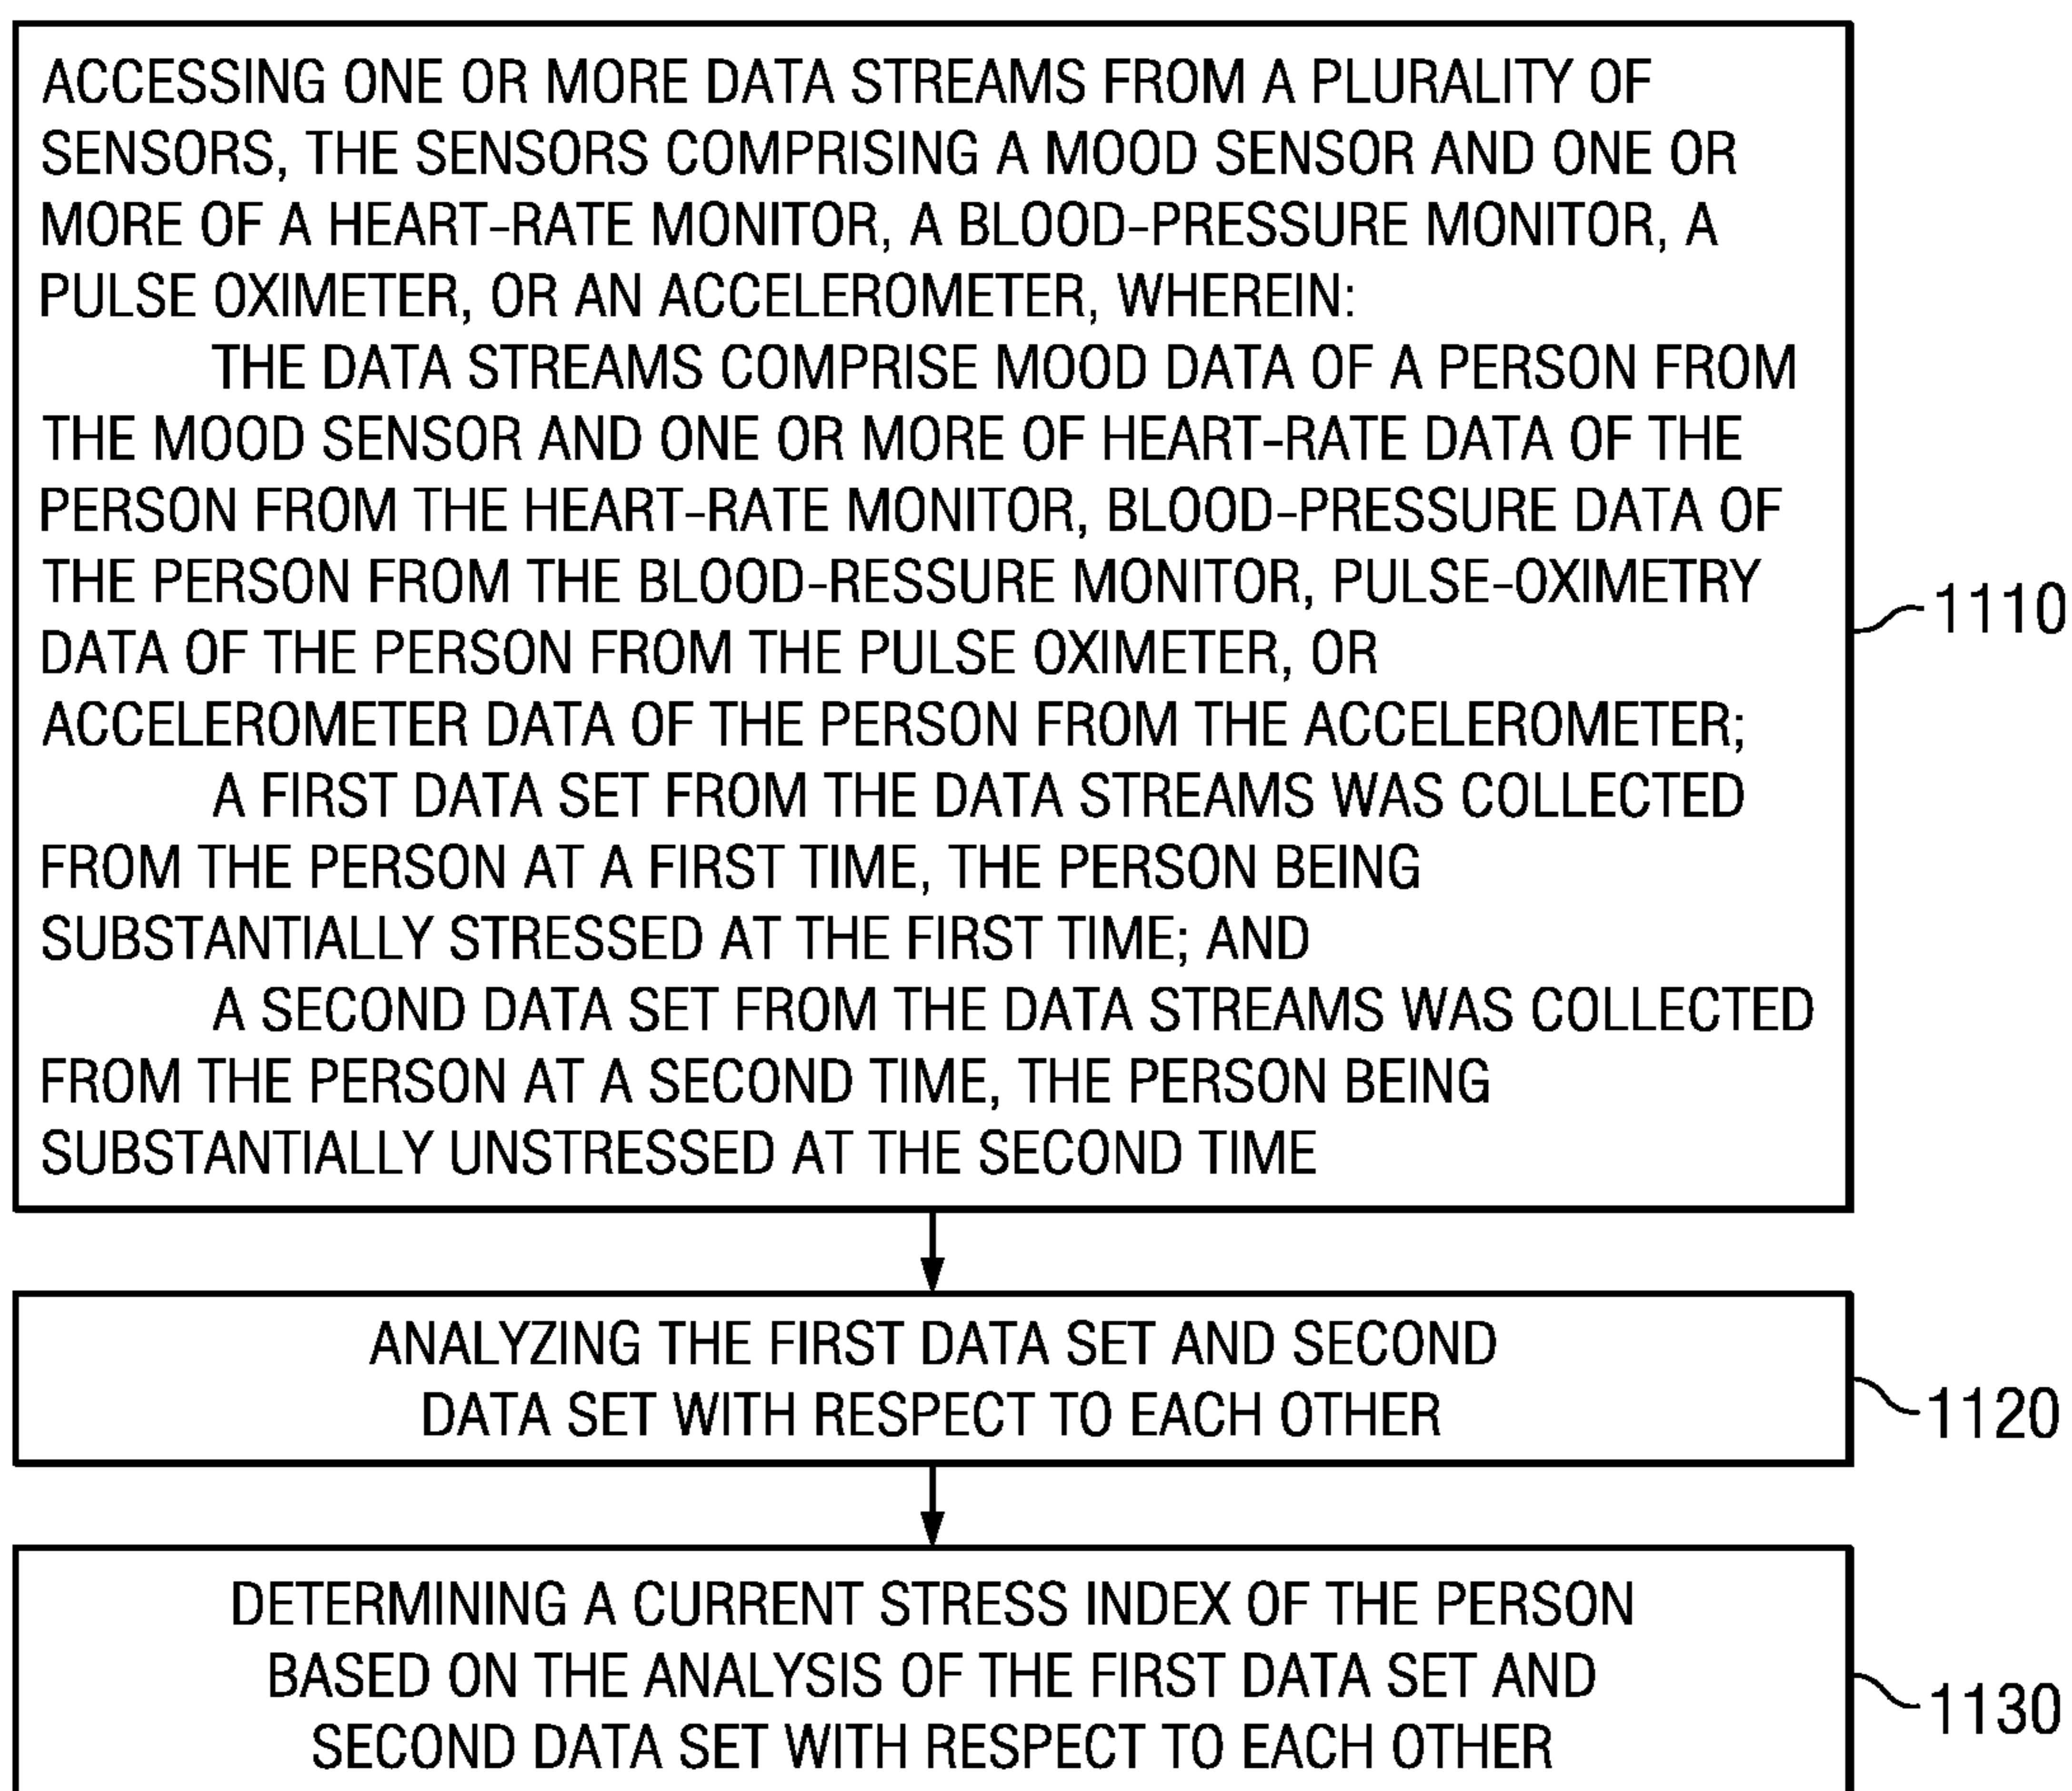 ACCESSING ONE OR MORE DATA STREAMS FROM A PLURALITY OF
SENSORS, THE SENSORS COMPRISING A MOOD SENSOR AND ONE OR
MORE OF A HEART-RATE MONITOR, A BLOOD-PRESSURE MONITOR, A
PULSE OXIMETER, OR AN ACCELEROMETER, WHEREIN:
THE DATA STREAMS COMPRISE MOOD DATA OF A PERSON FROM
THE MOOD SENSOR AND ONE OR MORE OF HEART-RATE DATA OF THE
PERSON FROM THE HEART-RATE MONITOR, BLOOD-PRESSURE DATA OF
THE PERSON FROM THE BLOOD-RESSURE MONITOR, PULSE-OXIMETRY
DATA OF THE PERSON FROM THE PULSE OXIMETER, OR
ACCELEROMETER DATA OF THE PERSON FROM THE ACCELEROMETER;
A FIRST DATA SET FROM THE DATA STREAMS WAS COLLECTED
FROM THE PERSON AT A FIRST TIME, THE PERSON BEING
SUBSTANTIALLY STRESSED AT THE FIRST TIME; AND
A SECOND DATA SET FROM THE DATA STREAMS WAS COLLECTED
FROM THE PERSON AT A SECOND TIME, THE PERSON BEING
SUBSTANTIALLY UNSTRESSED AT THE SECOND TIME
1110
ANALYZING THE FIRST DATA SET AND SECOND
DATA SET WITH RESPECT TO EACH OTHER
1120
DETERMINING A CURRENT STRESS INDEX OF THE PERSON
BASED ON THE ANALYSIS OF THE FIRST DATA SET AND
SECOND DATA SET WITH RESPECT TO EACH OTHER
1130